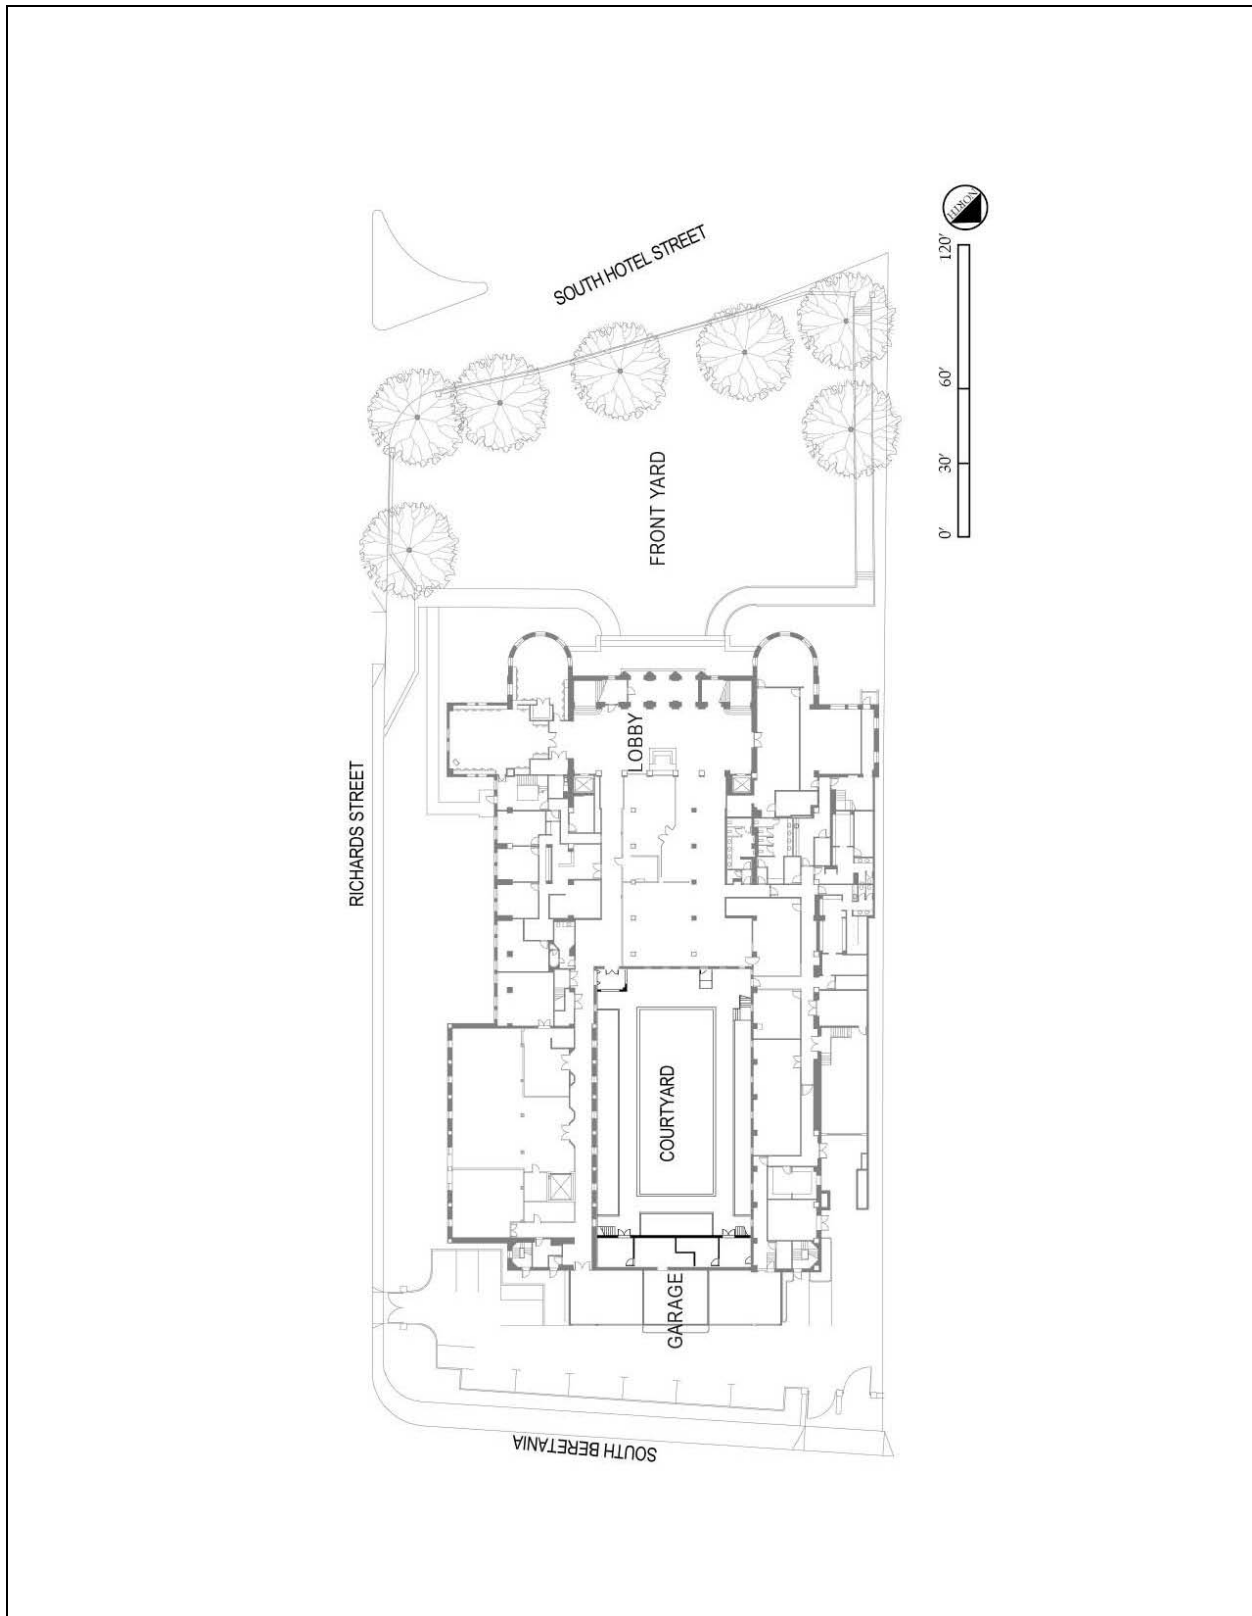 NORTH
SOUTH HOTEL STREET
120'
60'
30'
0'
FRONT YARD
RICHARDS STREET
LOBBY
COURTYARD
GARAGE
SOUTH BERETANIA